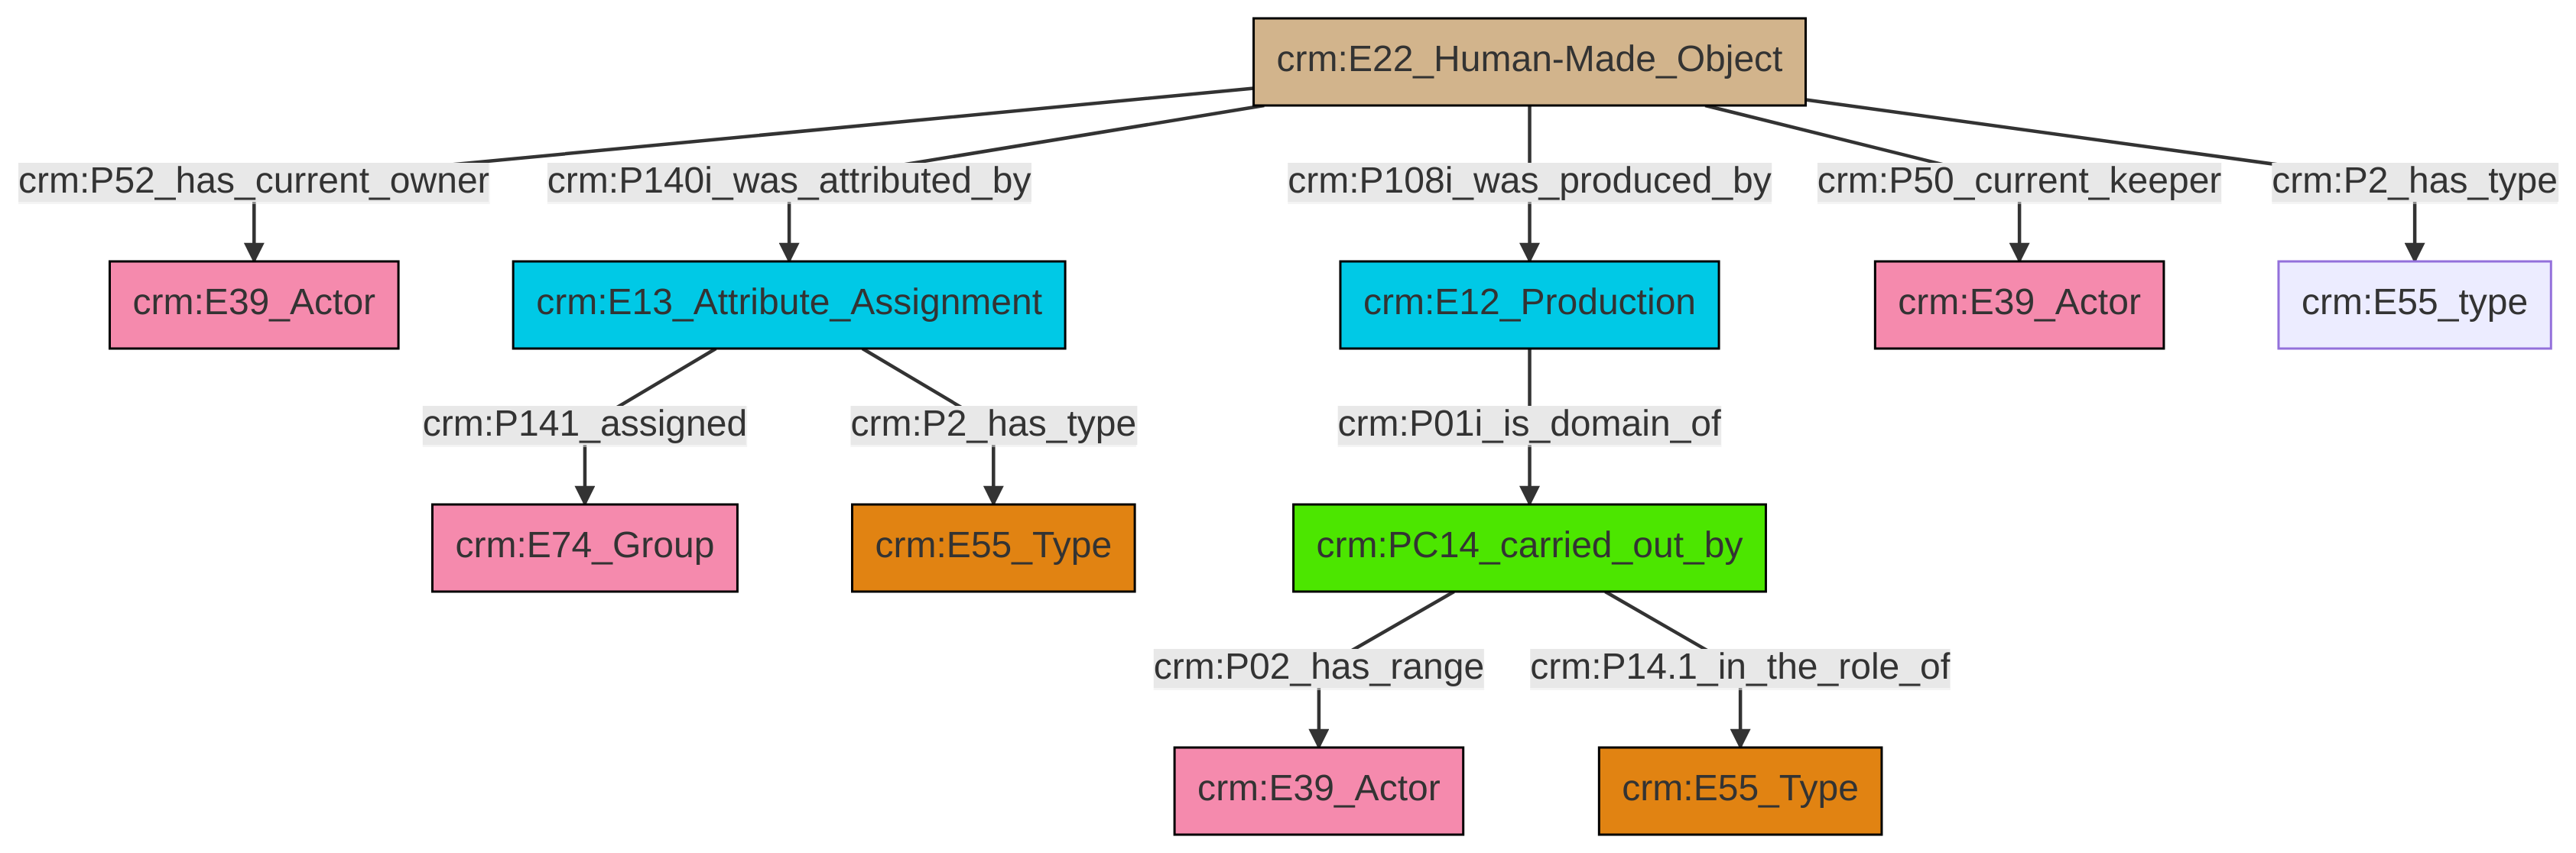 crm:E22_Human-Made_Object
crm:P52_has_current_owner
crm:P140i_was_attributed_by
crm:P108i_was_produced_by
crm:P50_current_keeper
crm:P2_has_type
crm:E39_Actor
crm:E13_Attribute_Assignment
crm:E12_Production
crm:E39_Actor
crm:E55_type
crm:P141_assigned
crm:P2_has_type
crm:P01i_is_domain_of
crm:E74_Group
crm:E55_Type
crm:PC14_carried_out_by
crm:P02_has_range
crm:P14.1_in_the_role_of
crm:E39_Actor
crm:E55_Type